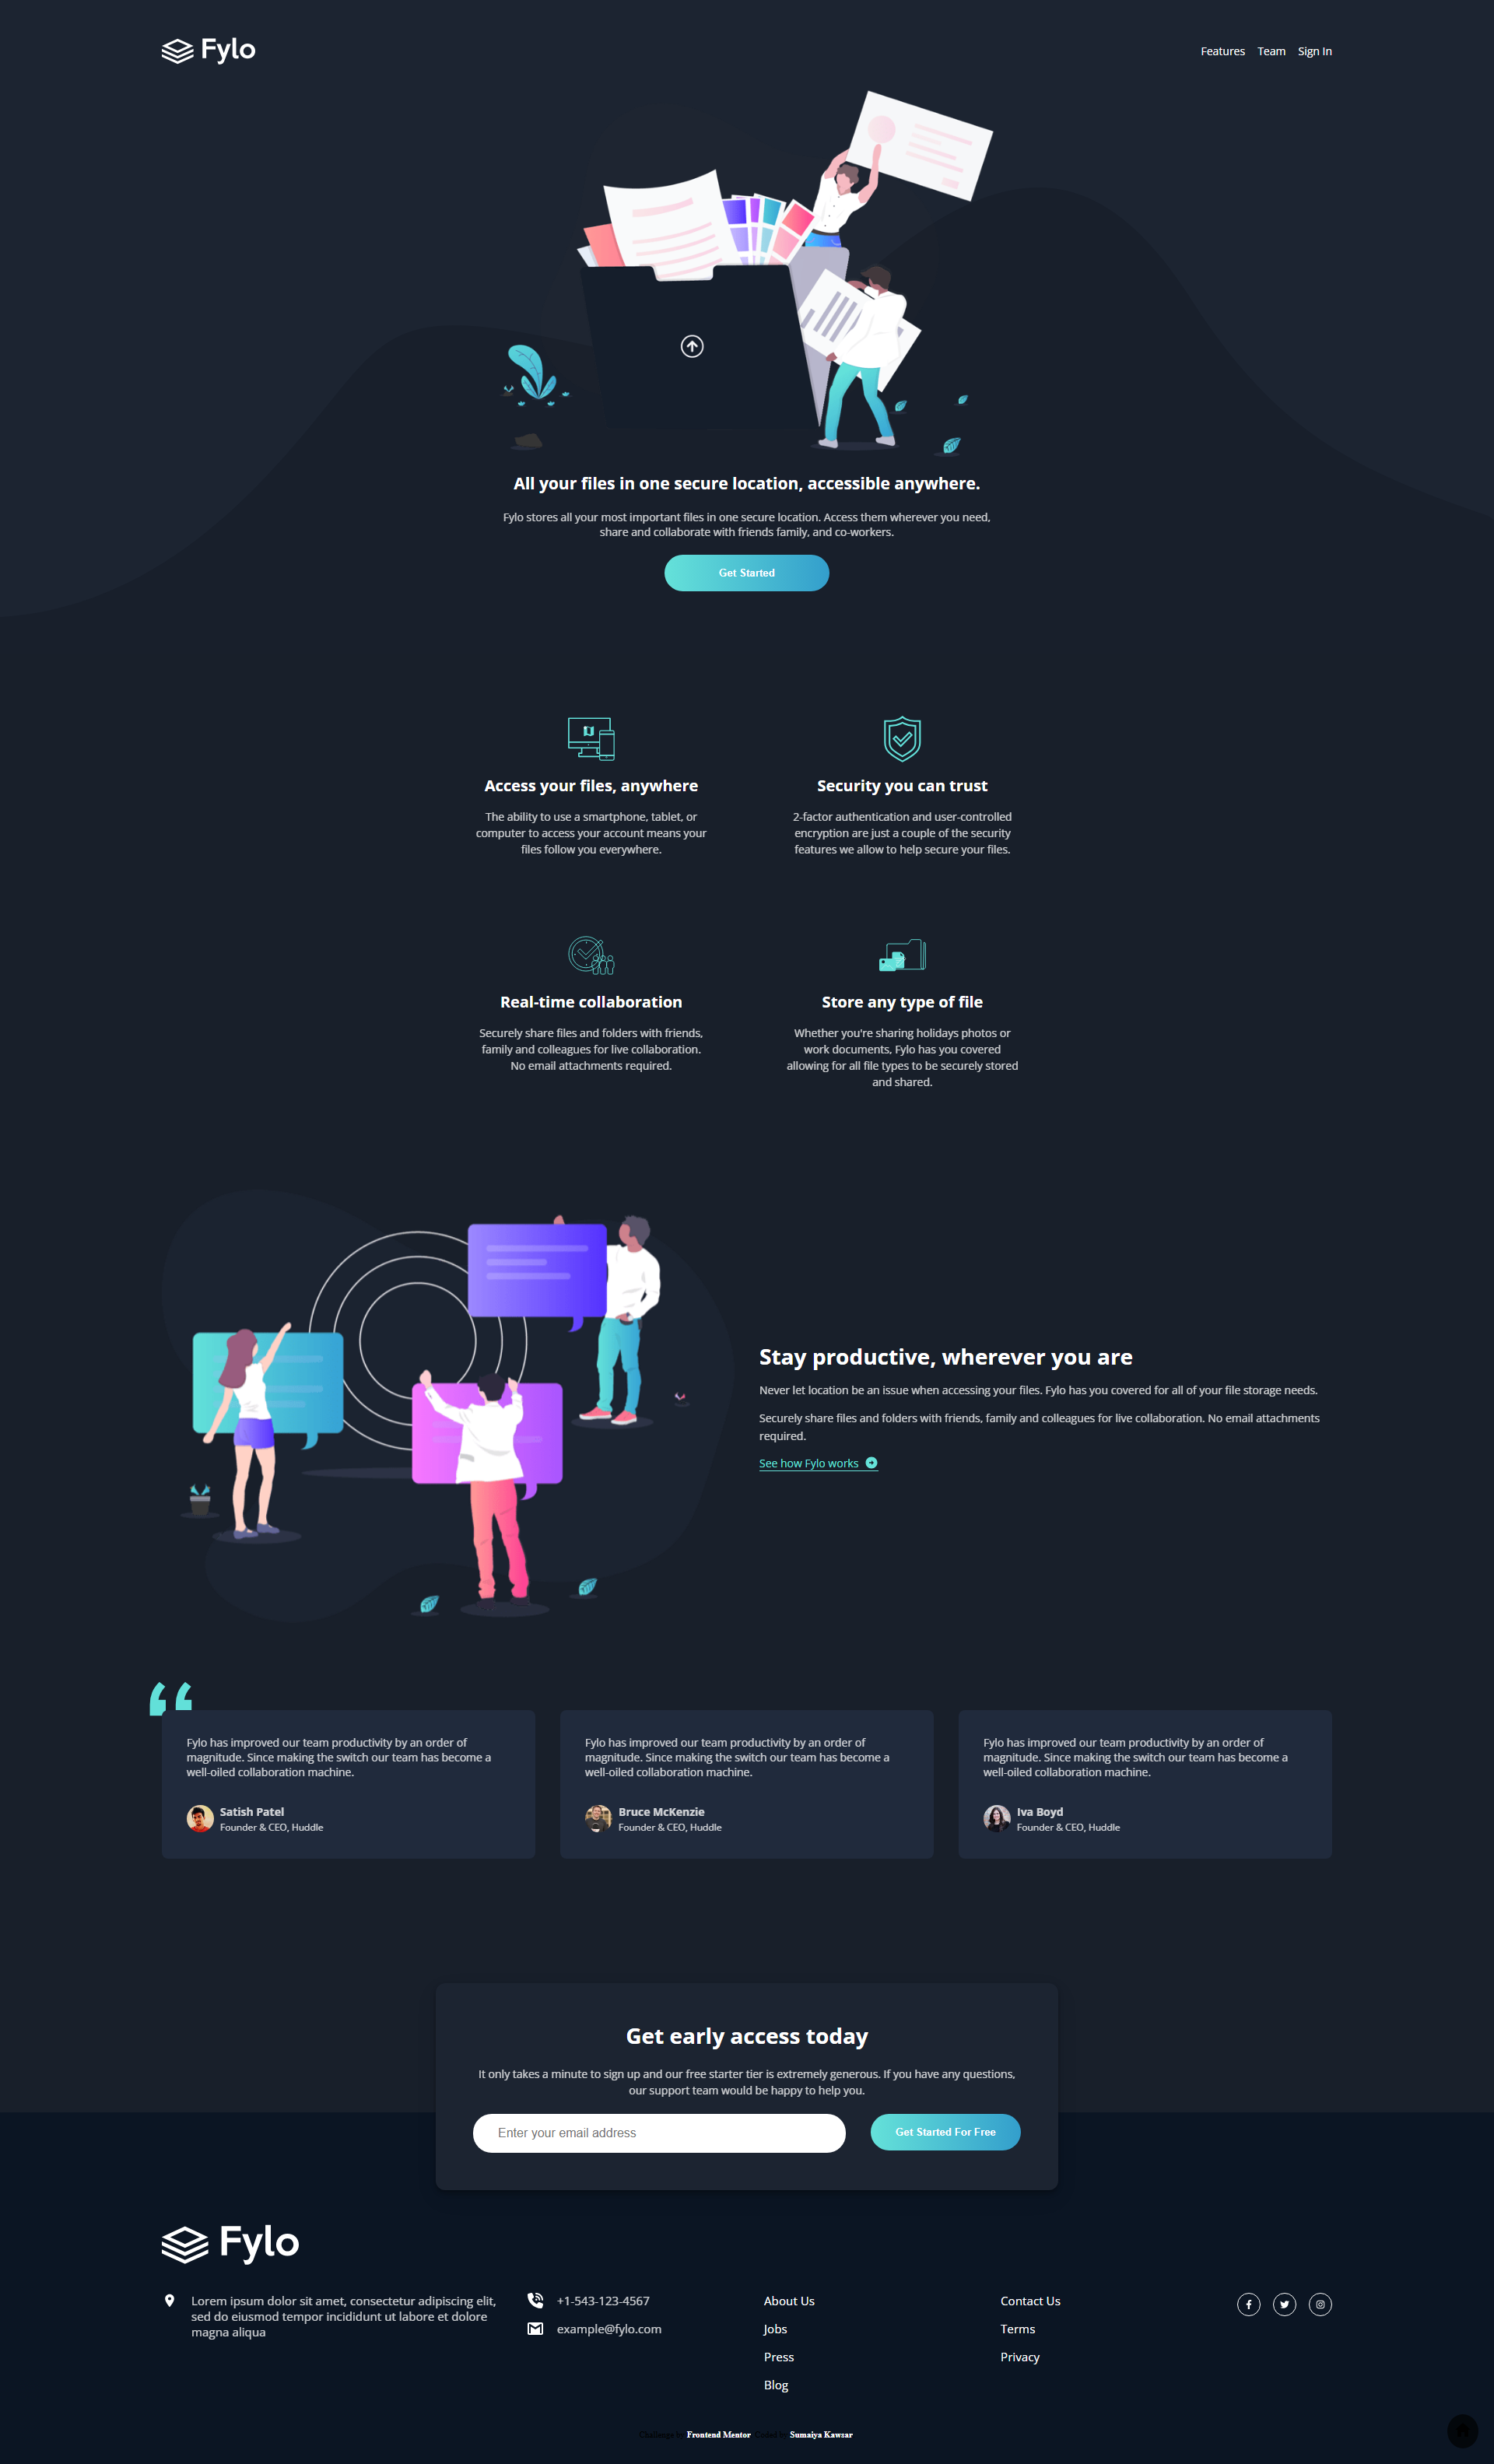 Fylo
Features Team Sign In
All your files in one secure location, accessible anywhere.
Fylo stores all your most important files in one secure location. Access them wherever you need,
share and collaborate with friends family, and co-workers.
Get Started
Access your files, anywhere
The ability to use a smartphone, tablet, or
computer to access your account means your
files follow you everywhere.
Security you can trust
2-factor authentication and user-controlled
encryption are just a couple of the security
features we allow to help secure your files.
Real-time collaboration
Securely share files and folders with friends,
family and colleagues for live collaboration.
No email attachments required.
Store any type of file
Whether you're sharing holidays photos or
work documents, Fylo has you covered
allowing for all file types to be securely stored
and shared.
Stay productive, wherever you are
Never let location be an issue when accessing your files. Fylo has you covered for all of your file storage needs.
Securely share files and folders with friends, family and colleagues for live collaboration. No email attachments
required.
See how Fylo works
Fylo has improved our team productivity by an order of
magnitude. Since making the switch our team has become a
well-oiled collaboration machine.
Satish Patel
Founder & CEO, Huddle
Fylo has improved our team productivity by an order of
magnitude. Since making the switch our team has become a
well-oiled collaboration machine.
Bruce McKenzie
Founder & CEO, Huddle
Fylo has improved our team productivity by an order of
magnitude. Since making the switch our team has become a
well-oiled collaboration machine.
Iva Boyd
Founder & CEO, Huddle
Get early access today
It only takes a minute to sign up and our free starter tier is extremely generous. If you have any questions,
our support team would be happy to help you.
Enter your email address
Get Started For Free
Fylo
Lorem ipsum dolor sit amet, consectetur adipiscing elit,
sed do eiusmod tempor incididunt ut labore et dolore
magna aliqua
+1-543-123-4567
example@fylo.com
About Us
Jobs
Press
Blog
Contact Us
Terms
Privacy
Challenge by Frontend Mentor. Coded by Sumaiya Kawsar